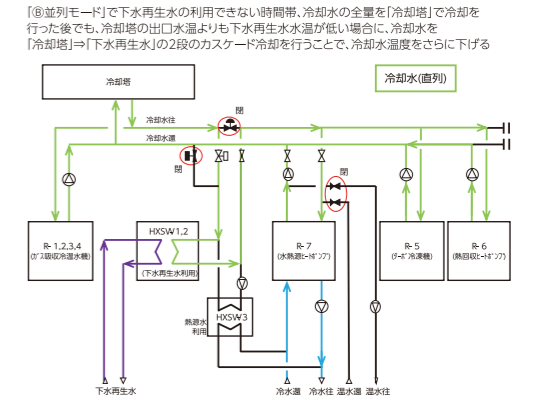 「Ⓑ並列モード」で下水再生水の利用できない時間帯、冷却水の全量を「冷却塔」で冷却を
行った後でも、冷却塔の出口水温よりも下水再生水水温が低い場合に、冷却水を
「冷却塔」⇒「下水再生水」の2段のカスケード冷却を行うことで、冷却水温度をさらに下げる
冷却塔
冷却水(直列)
閉
冷却水往
冷却水還
閉
閉
R-1,2,3,4
(ガス吸収冷温水機)
HXSW1,2
(下水再生水利用)
R-7
(水熱源ヒートポンプ)
R-5
(ターボ冷凍機)
R-6
(熱回収ヒートポンプ)
熱源水
利用
HXSW3
下水再生水
冷水還
冷水往
温水還
温水往